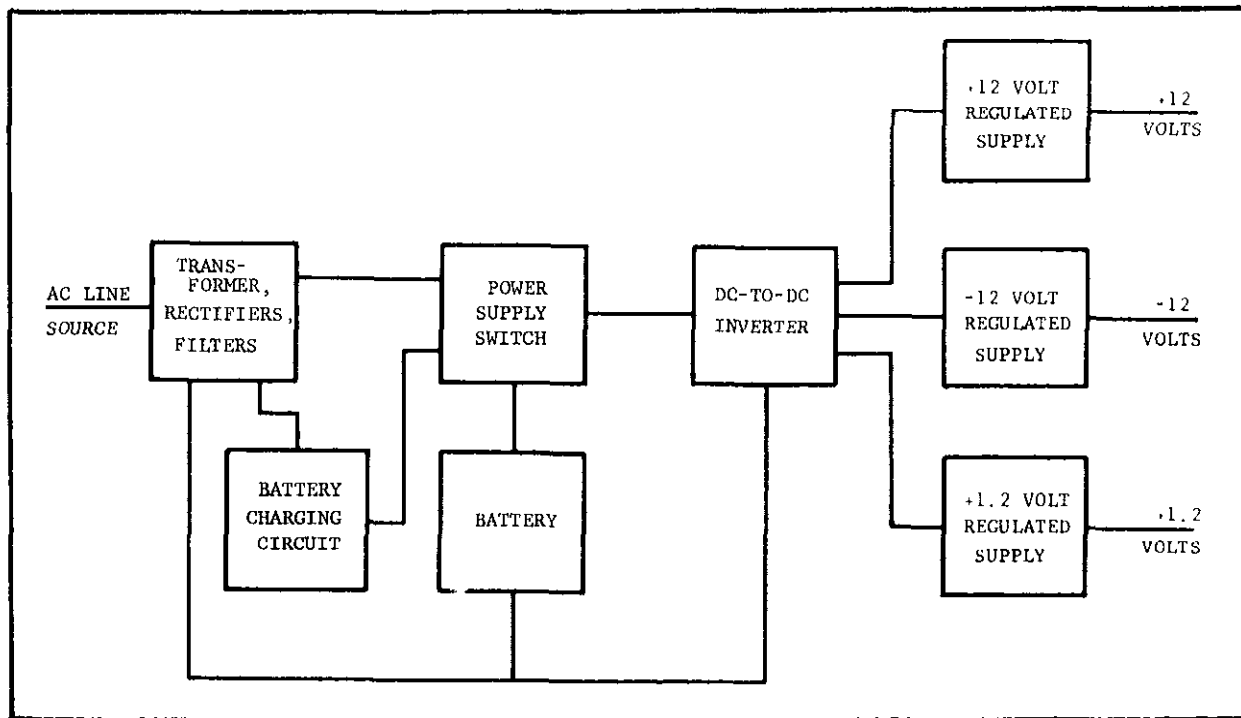 AC LINE
SOURCE
TRANS-
FORMER,
RECTIFIERS,
FILTERS
BATTERY
CHARGING
CIRCUIT
POWER
SUPPLY
SWITCH
BATTERY
DC-TO-DC
INVERTER
+12 VOLT
REGULATED
SUPPLY
+12
VOLTS
-12 VOLT
REGULATED
SUPPLY
-12
VOLTS
+1.2 VOLT
REGULATED
SUPPLY
+1.2
VOLTS